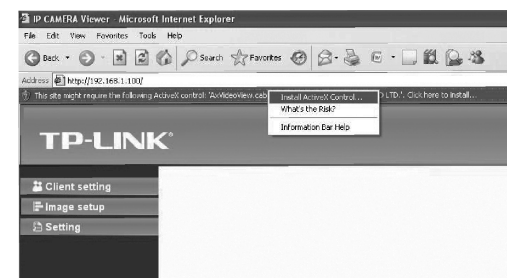 IP CAMERA Viewer - Microsoft Internet Explorer
File Edit View Favorites Tools Help
Back Search Favorites
Address http://192.168.1.100/
This site might require the following ActiveX control: 'AxVideoView.cab LTD.'. Click here to install...
Install ActiveX Control...
What's the Risk?
Information Bar Help
TP-LINK®
Client setting
Image setup
Setting